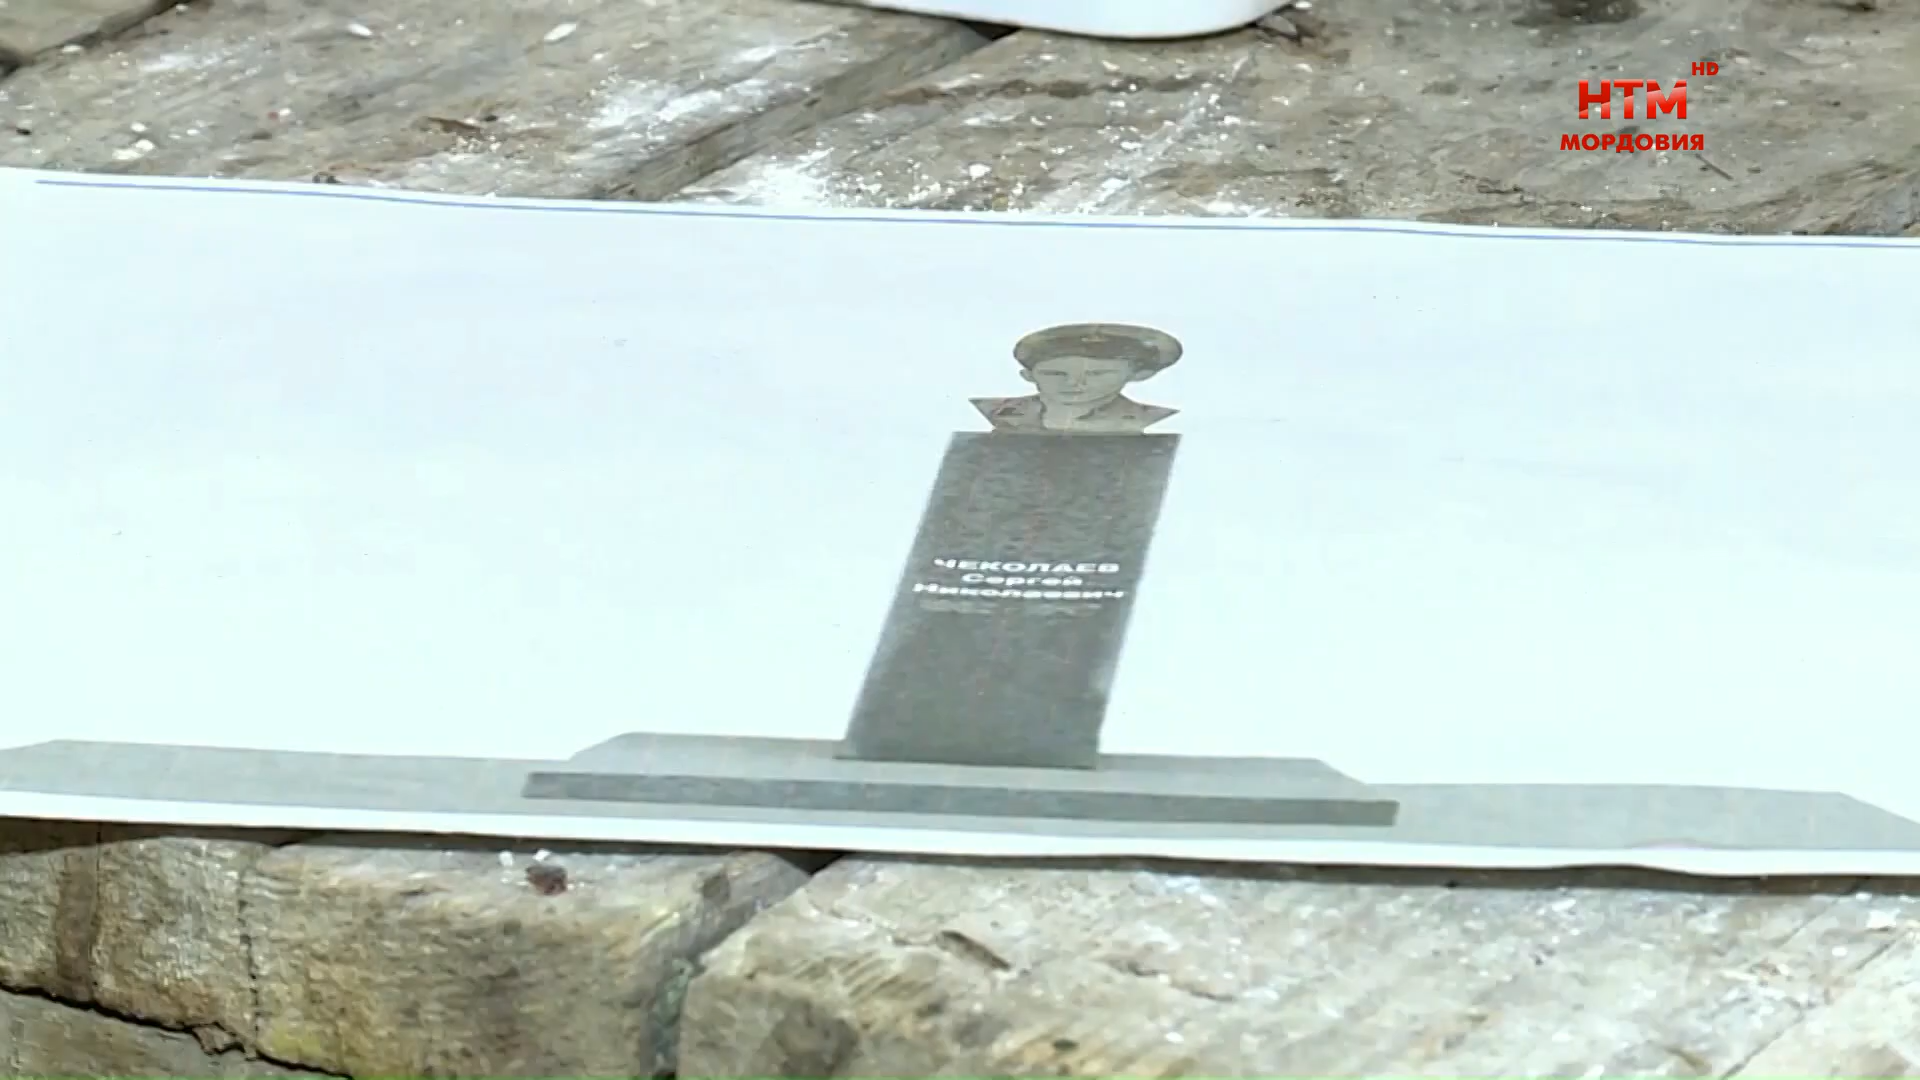 HD
НТМ
МОРДОВИЯ
ЧЕКОЛАЕВ
Сергей
Николаевич